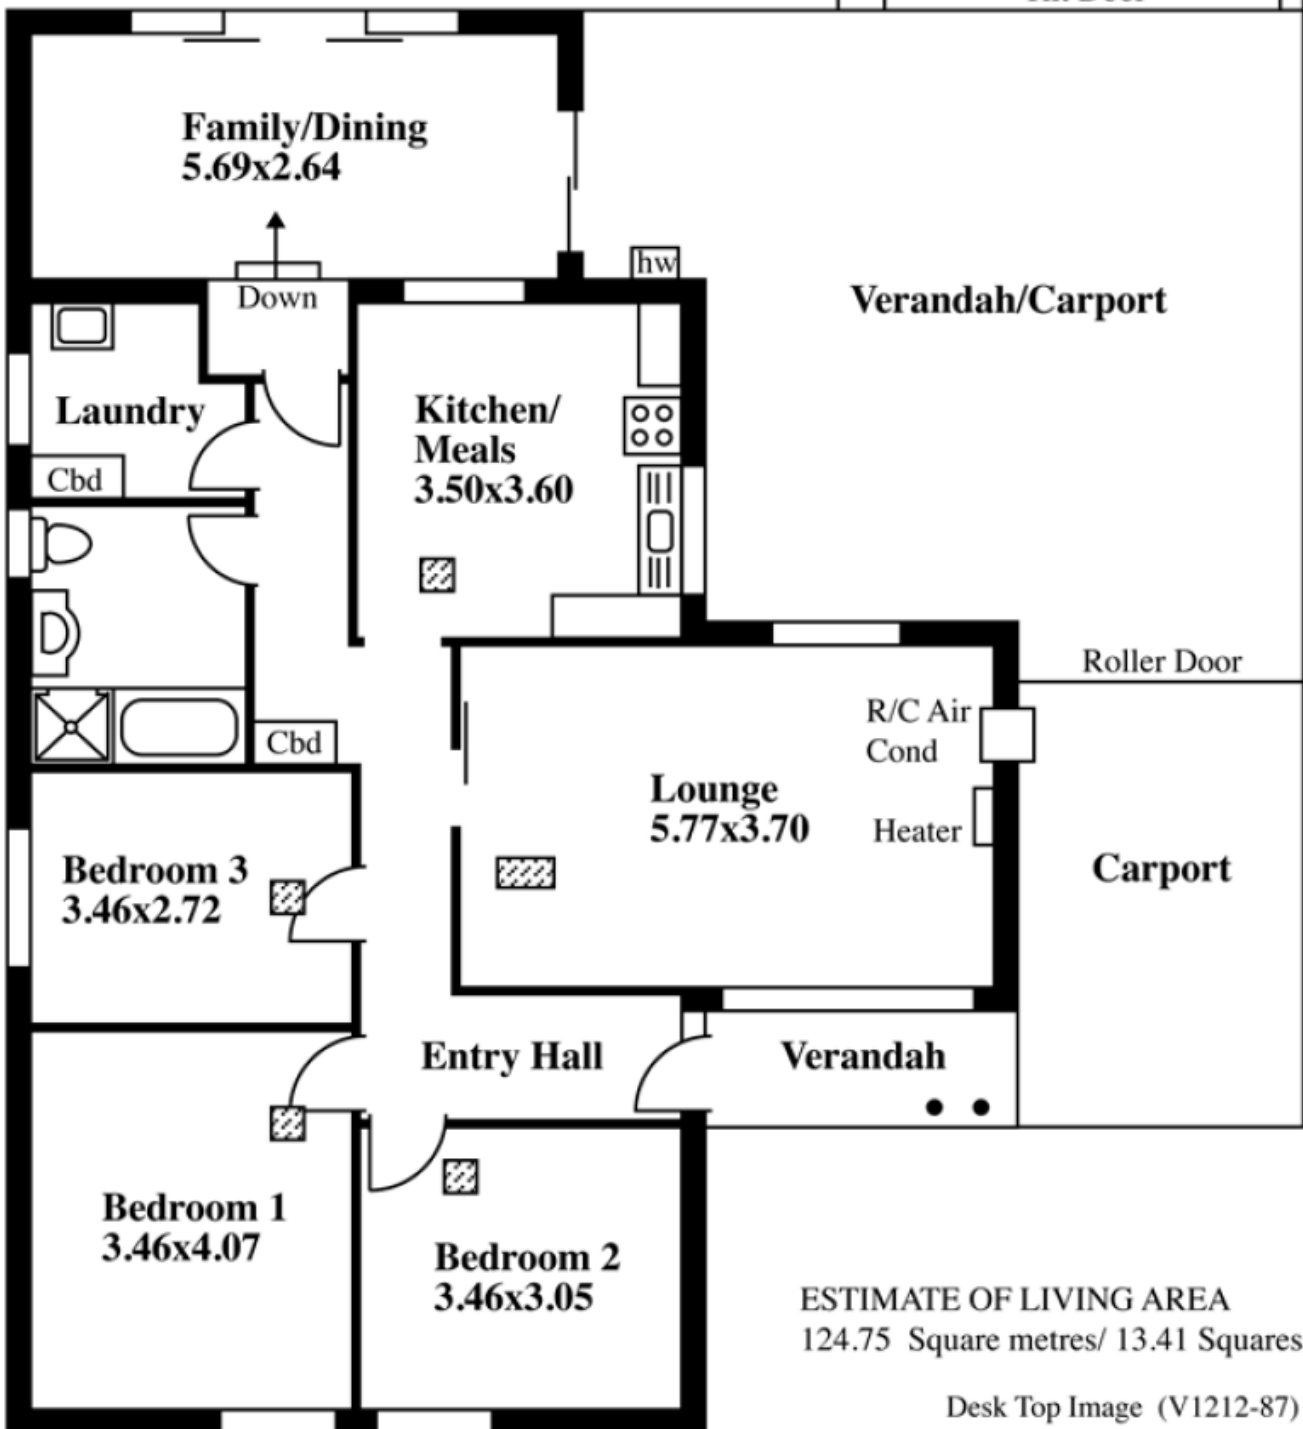 Family/Dining
5.69x2.64
Down
hw
Verandah/Carport
Laundry
Cbd
Kitchen/
Meals
3.50x3.60
Roller Door
R/C Air
Cond
Cbd
Lounge
5.77x3.70
Heater
Carport
Bedroom 3
3.46x2.72
Entry Hall
Verandah
Bedroom 1
3.46x4.07
Bedroom 2
3.46x3.05
ESTIMATE OF LIVING AREA
124.75 Square metres/ 13.41 Squares
Desk Top Image (V1212-87)